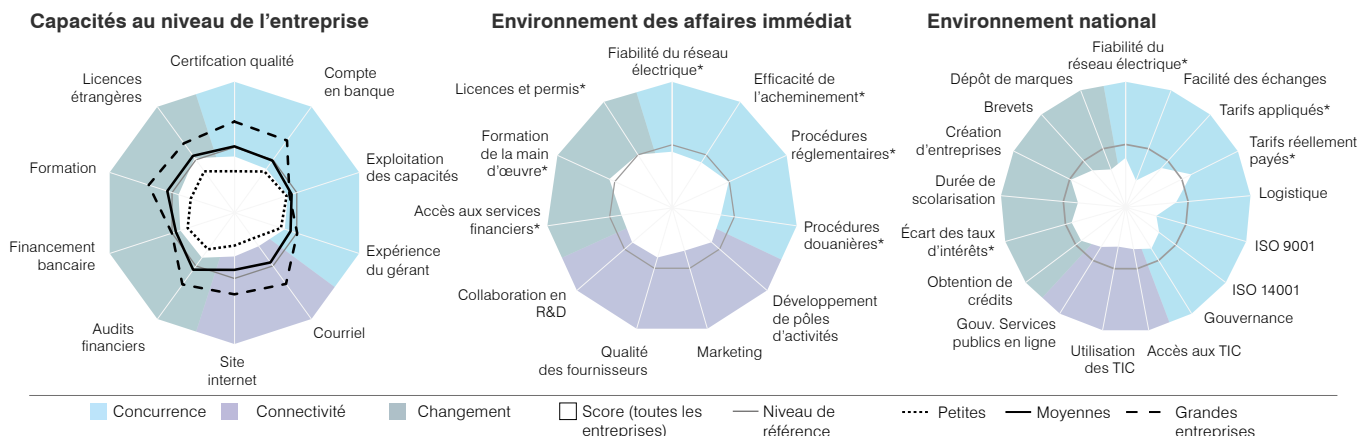 Capacités au niveau de l'entreprise
Certifcation qualité
Compte
en banque
Exploitation
des capacités
Expérience
du gérant
Courriel
Site
internet
Audits
financiers
Financement
bancaire
Formation
Licences
étrangères
Environnement des affaires immédiat
Fiabilité du réseau
électrique*
Efficacité de
l'acheminement*
Procédures
réglementaires*
Procédures
douanières*
Développement
de pôles
d'activités
Marketing
Qualité
des fournisseurs
Collaboration en
R&D
Accès aux services
financiers*
Formation
de la main
d'œuvre*
Licences et permis*
Environnement national
Fiabilité du
réseau électrique*
Facilité des échanges
Tarifs appliqués*
Tarifs réellement
payés*
Logistique
ISO 9001
ISO 14001
Gouvernance
Accès aux TIC
Utilisation
des TIC
Gouv. Services
publics en ligne
Obtention de
crédits
Écart des taux
d'intérêts*
Durée de
scolarisation
Création
d'entreprises
Brevets
Dépôt de marques
Concurrence
Connectivité
Changement
Score (toutes les
entreprises)
Niveau de
référence
Petites
Moyennes
Grandes
entreprises